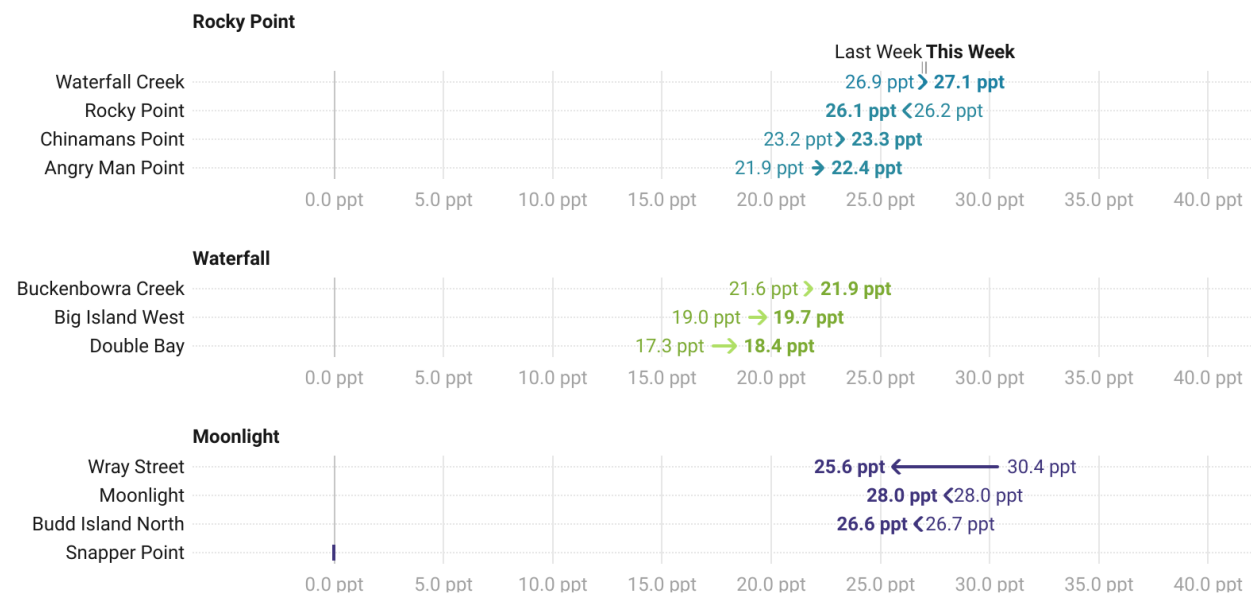 Rocky Point
Last Week This Week
Waterfall Creek 26.9 ppt 27.1 ppt
Rocky Point 26.1 ppt 26.2 ppt
Chinamans Point 23.2 ppt 23.3 ppt
Angry Man Point 21.9 ppt 22.4 ppt
0.0 ppt 5.0 ppt 10.0 ppt 15.0 ppt 20.0 ppt 25.0 ppt 30.0 ppt 35.0 ppt 40.0 ppt
Waterfall
Buckenbowra Creek 21.6 ppt 21.9 ppt
Big Island West 19.0 ppt 19.7 ppt
Double Bay 17.3 ppt 18.4 ppt
0.0 ppt 5.0 ppt 10.0 ppt 15.0 ppt 20.0 ppt 25.0 ppt 30.0 ppt 35.0 ppt 40.0 ppt
Moonlight
Wray Street 25.6 ppt 30.4 ppt
Moonlight 28.0 ppt 28.0 ppt
Budd Island North 26.6 ppt 26.7 ppt
Snapper Point
0.0 ppt 5.0 ppt 10.0 ppt 15.0 ppt 20.0 ppt 25.0 ppt 30.0 ppt 35.0 ppt 40.0 ppt